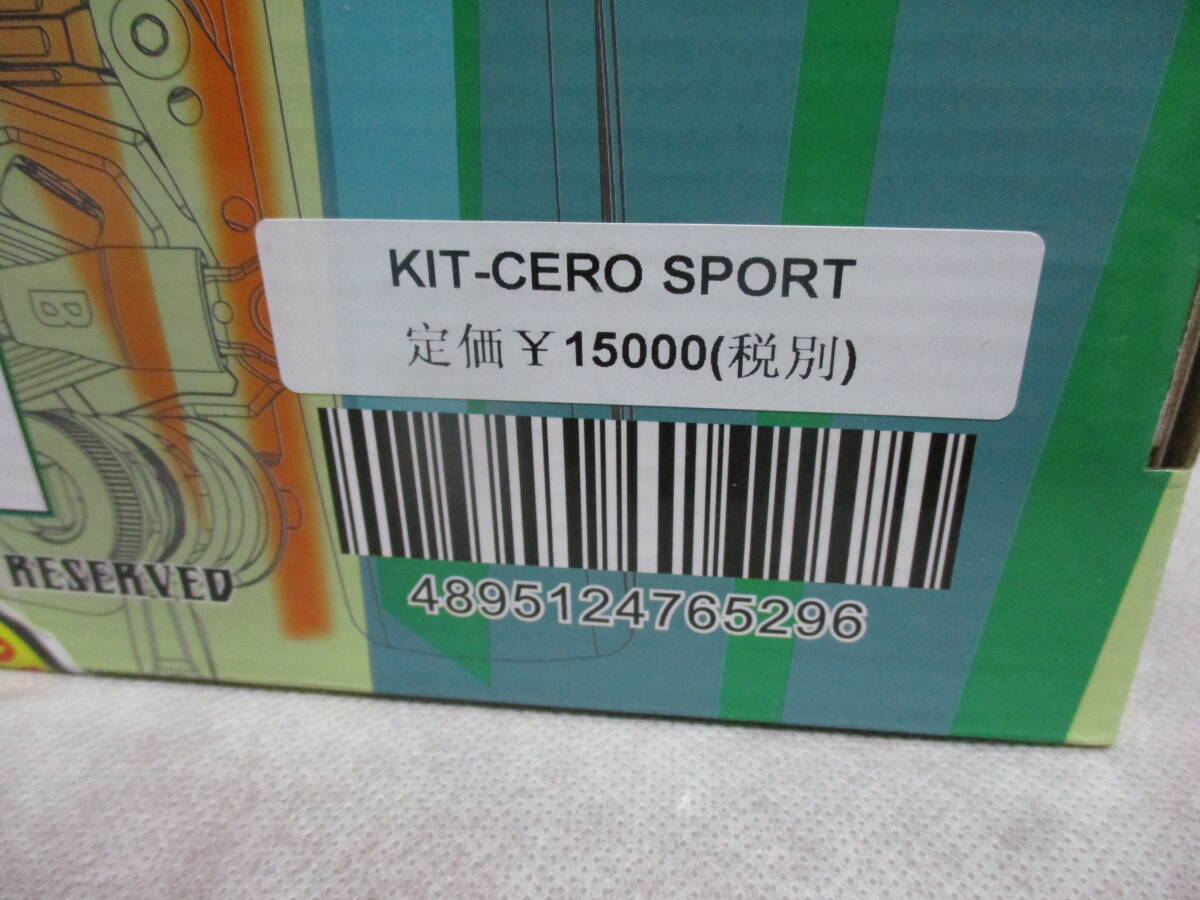 KIT-CERO SPORT
定価￥15000(税別)
4895124765296
RESERVED
B